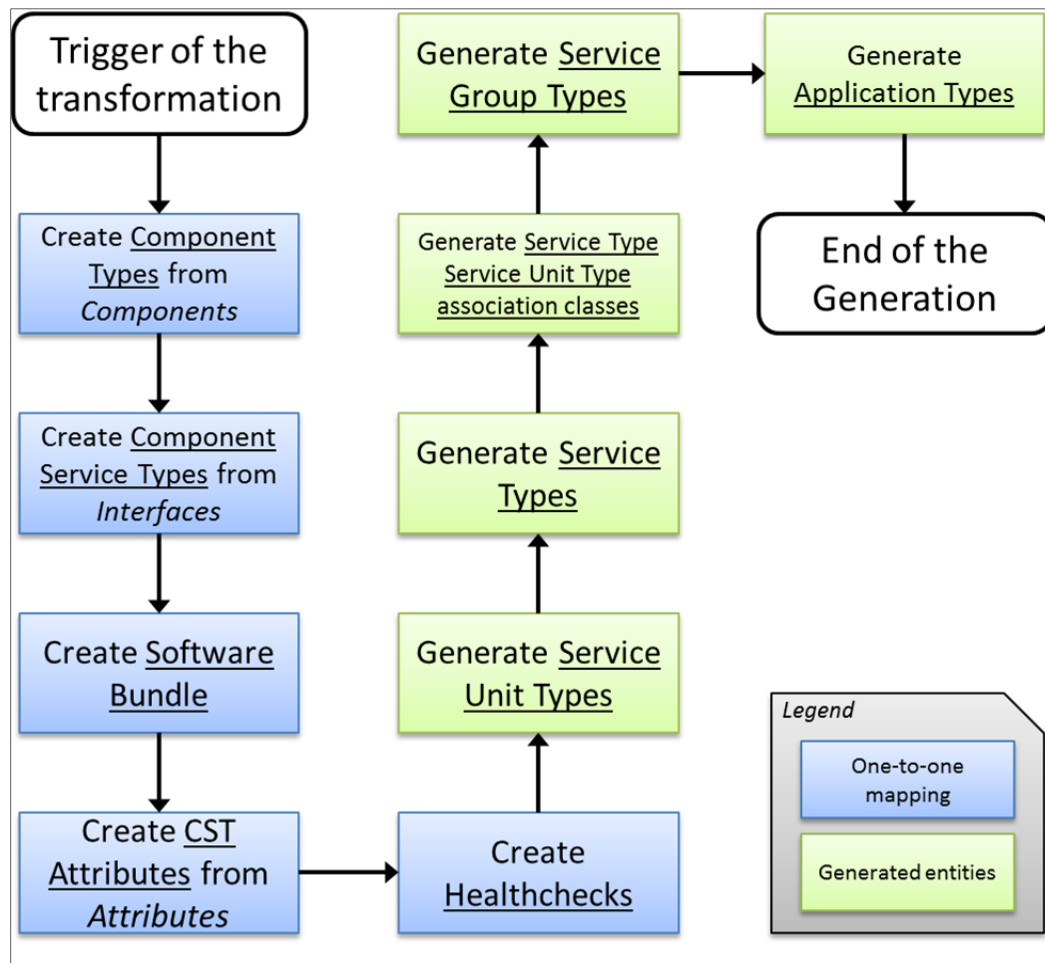 Trigger of the
transformation
Create Component
Types from
Components
Create Component
Service Types from
Interfaces
Create Software
Bundle
Create CST
Attributes from
Attributes
Create
Healthchecks
Generate Service
Unit Types
Generate Service
Types
Generate Service Type
Service Unit Type
association classes
Generate Service
Group Types
Generate
Application Types
End of the
Generation
Legend
One-to-one
mapping
Generated entities